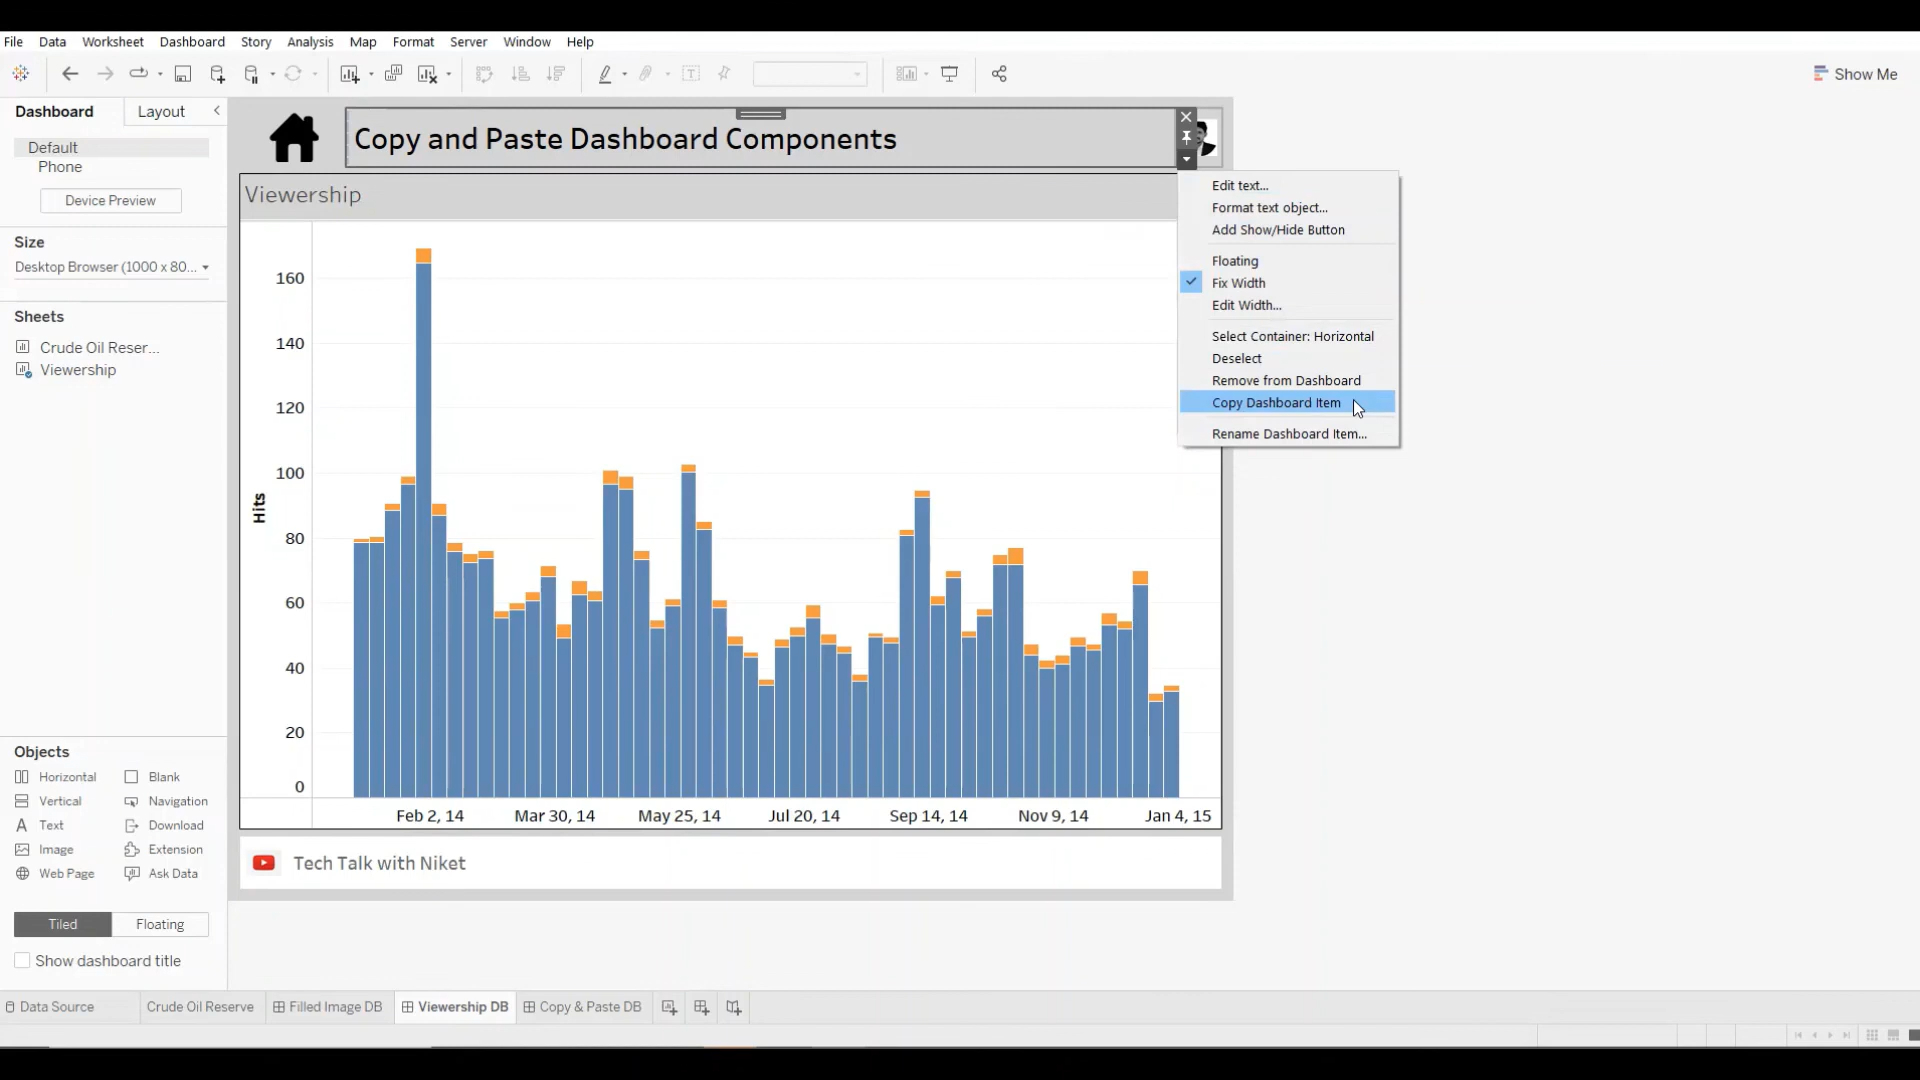 File Data Worksheet Dashboard Story Analysis Map Format Server Window Help
Show Me
Dashboard Layout
Default
Phone
Device Preview
Size
Desktop Browser (1000 x 80...
Sheets
Crude Oil Reser...
Viewership
Objects
Horizontal Blank
Vertical Navigation
Text Download
Image Extension
Web Page Ask Data
Tiled Floating
Show dashboard title
Copy and Paste Dashboard Components
Viewership
160
140
120
100
80
60
40
20
0
Hits
Feb 2, 14 Mar 30, 14 May 25, 14 Jul 20, 14 Sep 14, 14 Nov 9, 14 Jan 4, 15
Tech Talk with Niket
Edit text...
Format text object...
Add Show/Hide Button
Floating
Fix Width
Edit Width...
Select Container: Horizontal
Deselect
Remove from Dashboard
Copy Dashboard Item
Rename Dashboard Item...
Data Source Crude Oil Reserve Filled Image DB Viewership DB Copy & Paste DB